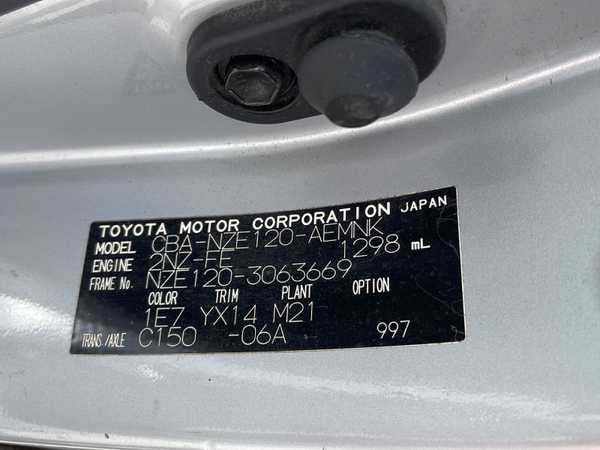 TOYOTA MOTOR CORPORATION JAPAN
MODEL CBA-NZE120-AEMNK
ENGINE 2NZ-FE 1298 mL
FRAME No. NZE120-3063669
COLOR TRIM PLANT OPTION
1E7 YX14 M21
TRANS./AXLE C150 -06A 997